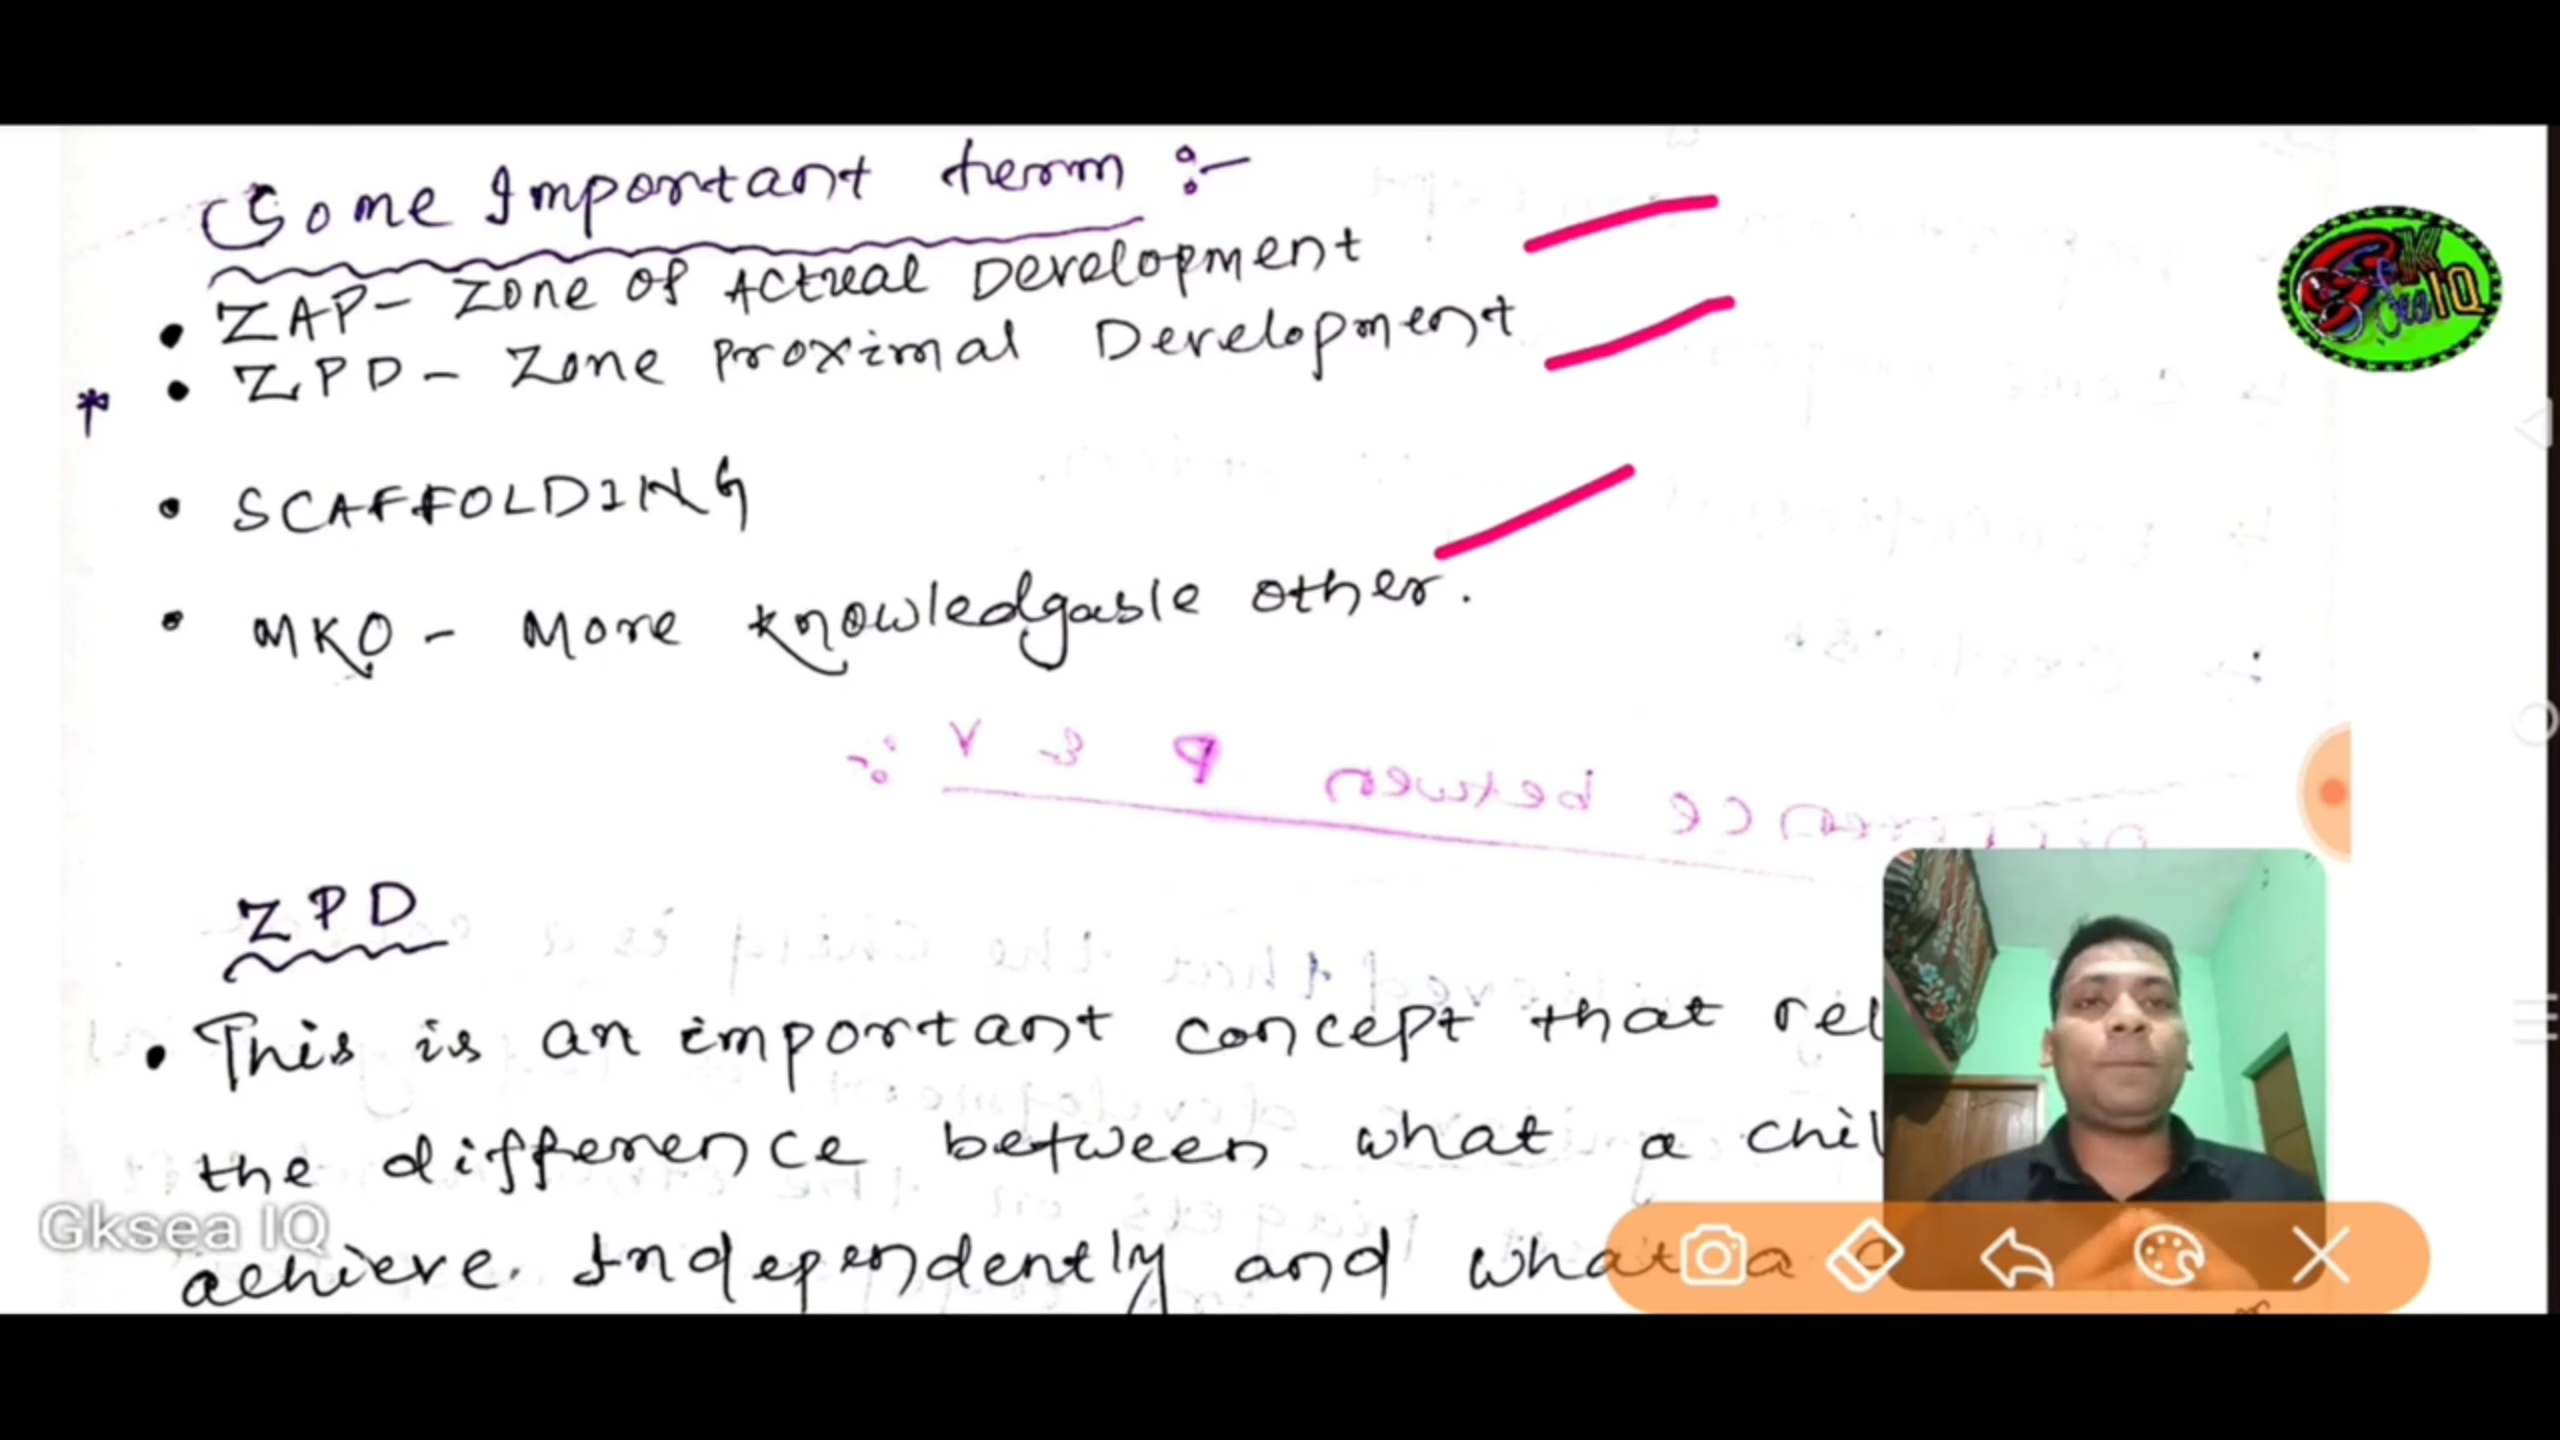 Some Important term :-
• ZAP - Zone of Actual Development
* • ZPD - Zone Proximal Development
• SCAFFOLDING
• MKO - More knowledgable other.
between P & V :-
ZPD
• This is an important concept that rel
the difference between what a chil
achieve. Independently and what a
Gksea IQ